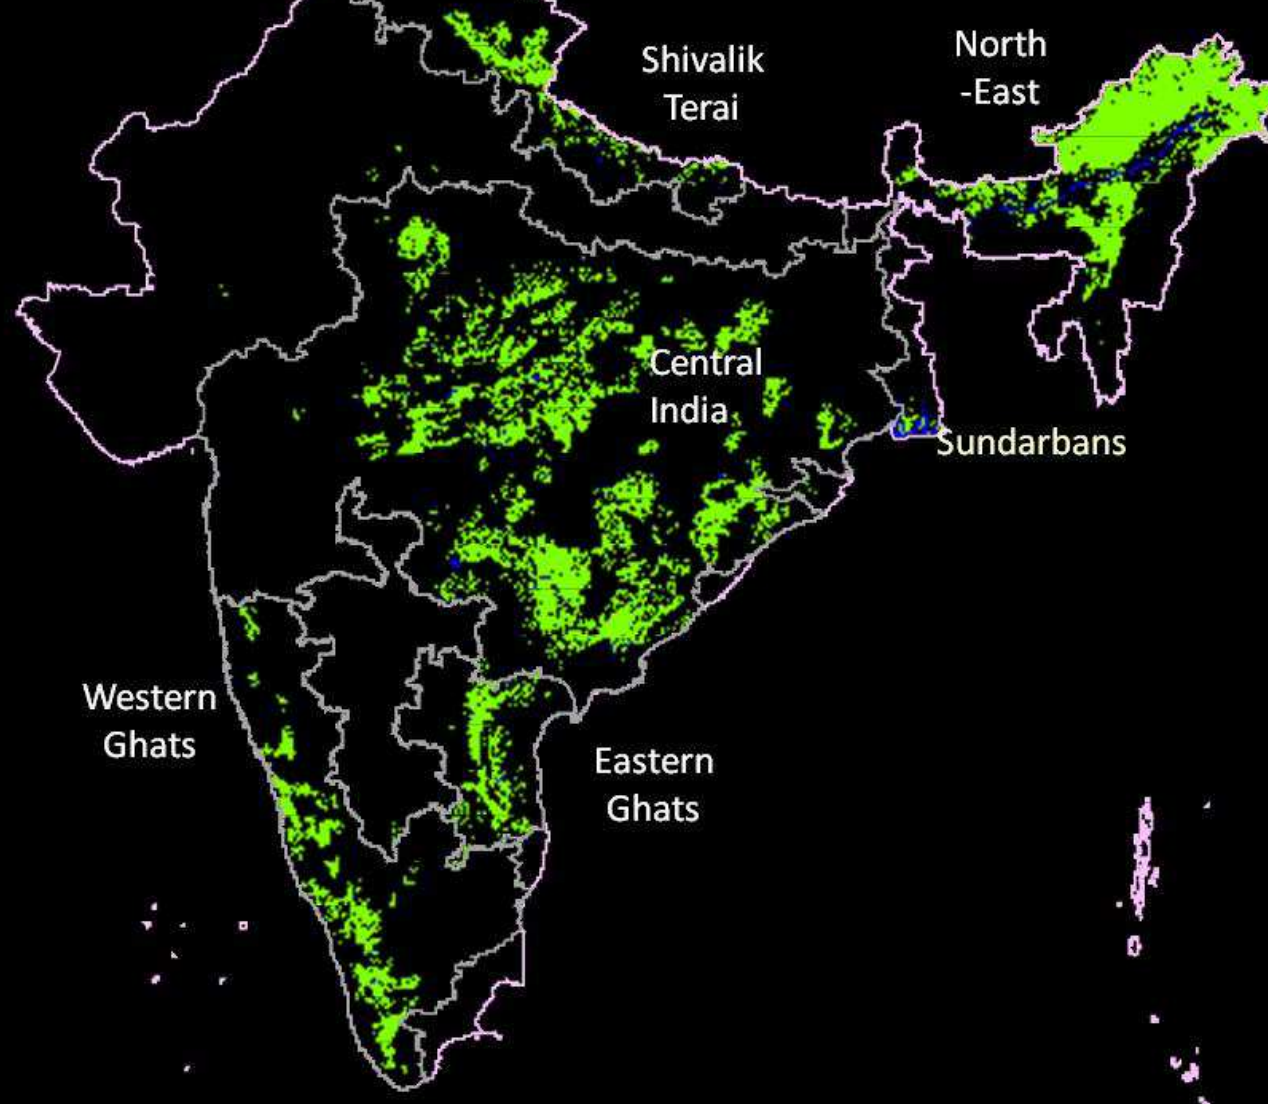 Shivalik
Terai
North
-East
Central
India
Sundarbans
Western
Ghats
Eastern
Ghats